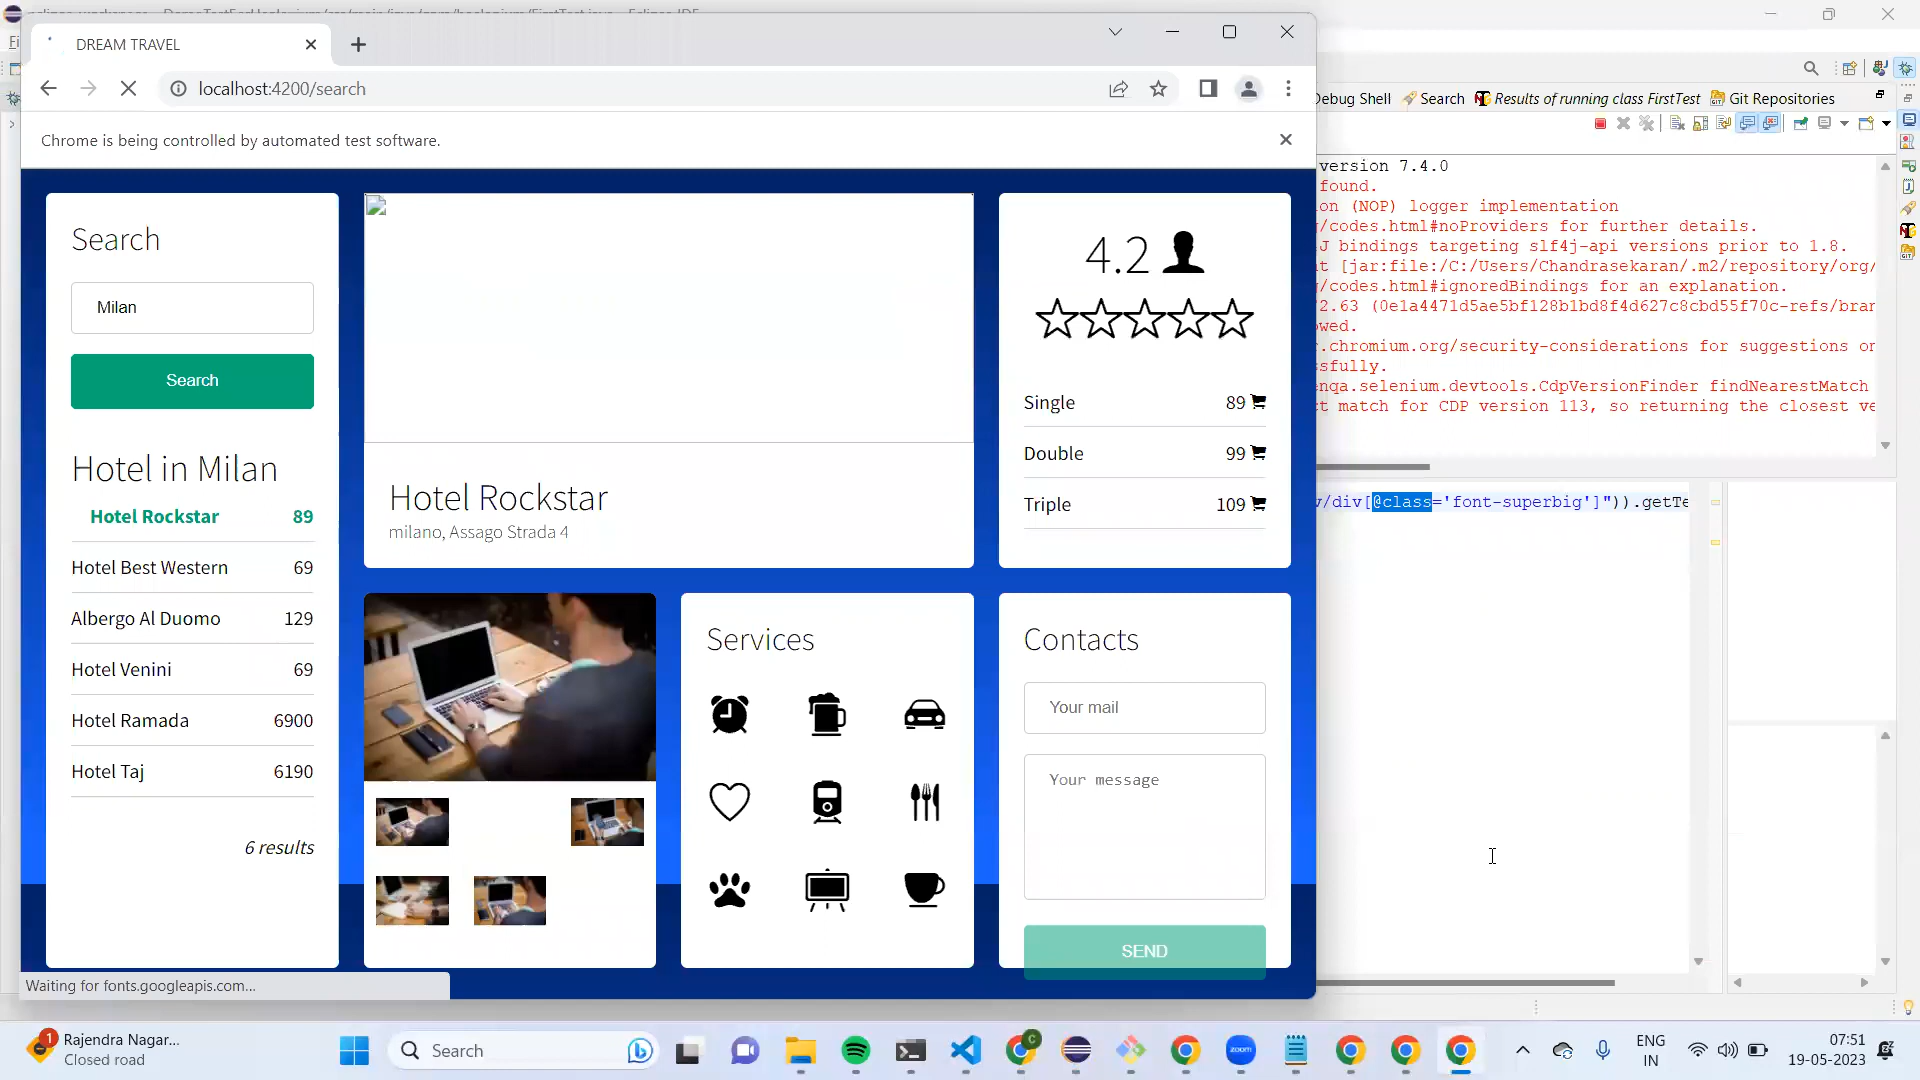 DREAM TRAVEL
localhost:4200/search
Chrome is being controlled by automated test software.
Search
Milan
Search
Hotel in Milan
Hotel Rockstar 89
Hotel Best Western 69
Albergo Al Duomo 129
Hotel Venini 69
Hotel Ramada 6900
Hotel Taj 6190
6 results
Hotel Rockstar
milano, Assago Strada 4
4.2
Single 89
Double 99
Triple 109
Services
Contacts
Your mail
Your message
SEND
Waiting for fonts.googleapis.com...
Debug Shell Search Results of running class FirstTest Git Repositories
version 7.4.0
found.
on (NOP) logger implementation
g/codes.html#noProviders for further details.
J bindings targeting slf4j-api versions prior to 1.8.
t [jar:file:/C:/Users/Chandrasekaran/.m2/repository/org/
g/codes.html#ignoredBindings for an explanation.
72.63 (0e1a4471d5ae5bf128b1bd8f4d627c8cbd55f70c-refs/bran
owed.
r.chromium.org/security-considerations for suggestions on
ssfully.
enqa.selenium.devtools.CdpVersionFinder findNearestMatch
ct match for CDP version 113, so returning the closest ve
v/div[@class='font-superbig']")).getTe
1 Rajendra Nagar...
Closed road
Search
zoom
ENG
IN
07:51
19-05-2023